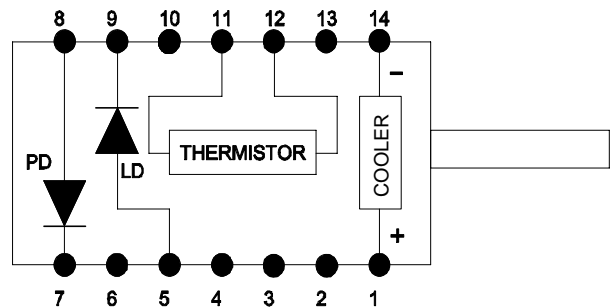 8 9 10 11 12 13 14
−
THERMISTOR
COOLER
PD
LD
+
7 6 5 4 3 2 1